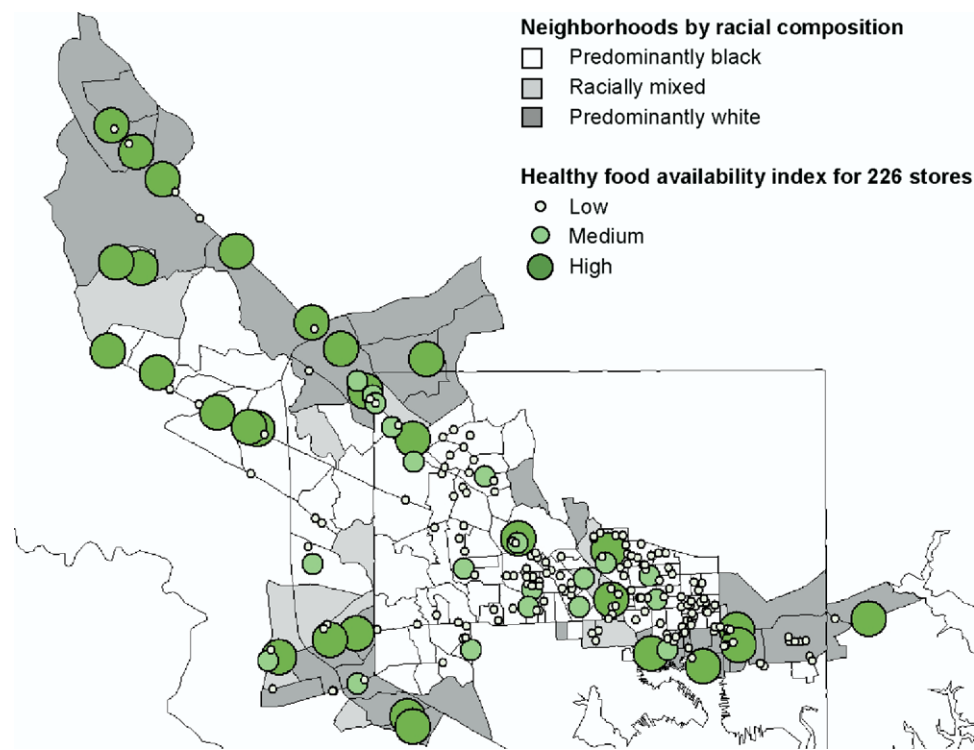 Neighborhoods by racial composition
Predominantly black
Racially mixed
Predominantly white
Healthy food availability index for 226 stores
Low
Medium
High